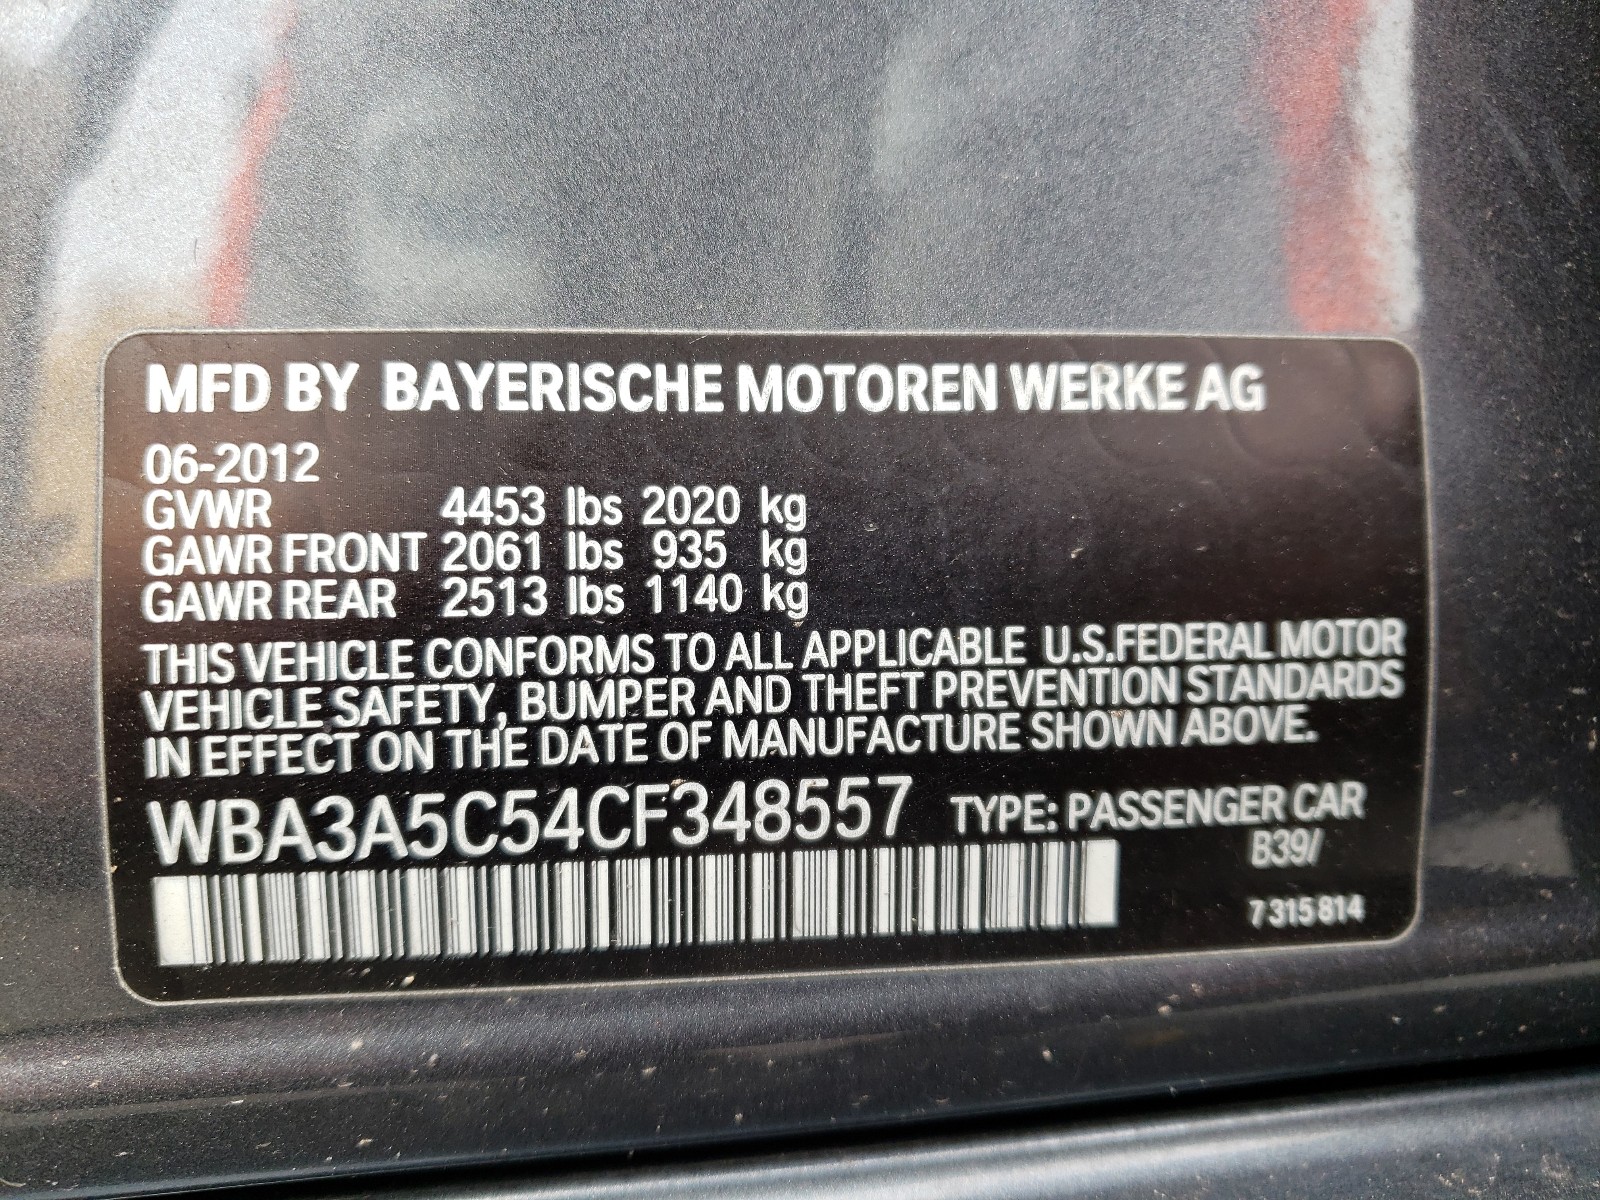 MFD BY BAYERISCHE MOTOREN WERKE AG
06-2012
GVWR 4453 lbs 2020 kg
GAWR FRONT 2061 lbs 935 kg
GAWR REAR 2513 lbs 1140 kg
THIS VEHICLE CONFORMS TO ALL APPLICABLE U.S.FEDERAL MOTOR
VEHICLE SAFETY, BUMPER AND THEFT PREVENTION STANDARDS
IN EFFECT ON THE DATE OF MANUFACTURE SHOWN ABOVE.
WBA3A5C54CF348557 TYPE: PASSENGER CAR
B39/
7 315 814